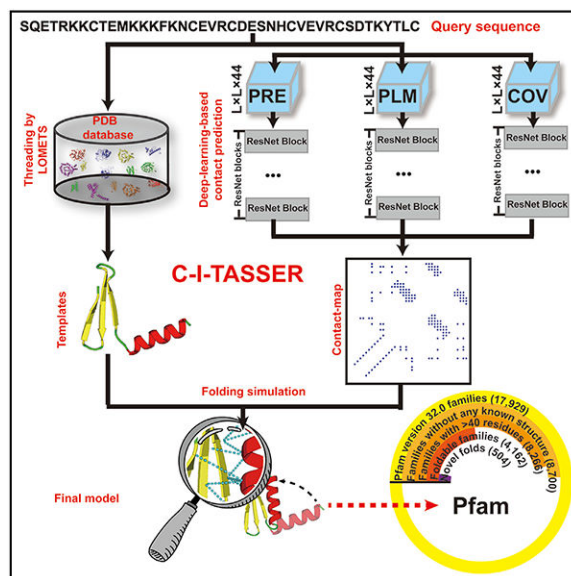 SQETRKKCTEMKKKFKNCEVRCDESNHCVEVRCSDTKYTLC
Query sequence
Threading by
LOMETS
PDB
database
Deep-learning-based
contact prediction
L×L×44
PRE
L×L×44
PLM
L×L×44
COV
ResNet blocks
ResNet Block
...
ResNet Block
ResNet blocks
ResNet Block
...
ResNet Block
ResNet blocks
ResNet Block
...
ResNet Block
C-I-TASSER
Templates
Contact-map
Folding simulation
Final model
Pfam version 32.0 families (17,929)
Families without any known structure (8,700)
Families with >40 residues (8,266)
Foldable families (4,162)
Novel folds (504)
Pfam